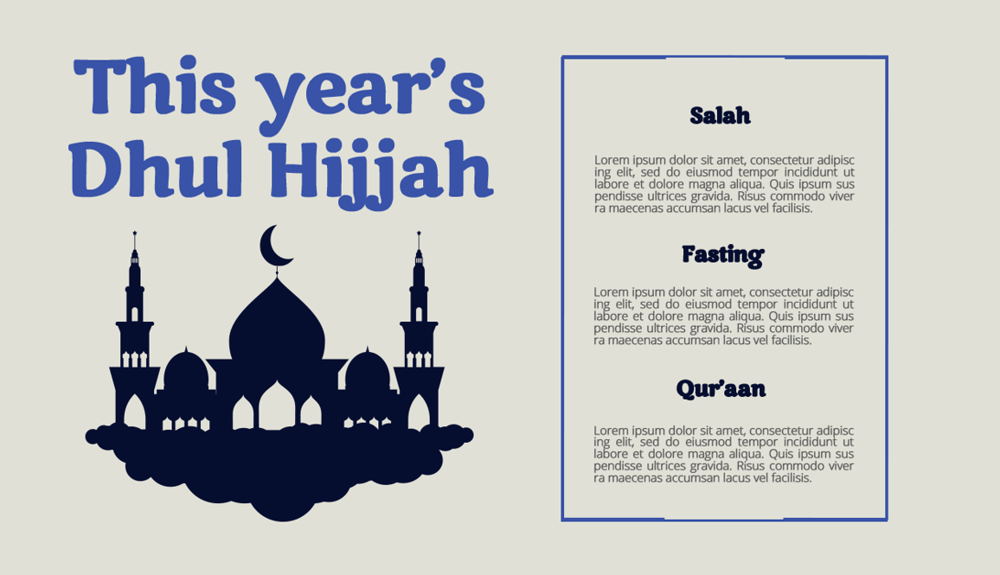 This year’s
Dhul Hijjah
Salah
Lorem ipsum dolor sit amet, consectetur adipisc
ing elit, sed do eiusmod tempor incididunt ut
labore et dolore magna aliqua. Quis ipsum sus
pendisse ultrices gravida. Risus commodo viver
ra maecenas accumsan lacus vel facilisis.
Fasting
Lorem ipsum dolor sit amet, consectetur adipisc
ing elit, sed do eiusmod tempor incididunt ut
labore et dolore magna aliqua. Quis ipsum sus
pendisse ultrices gravida. Risus commodo viver
ra maecenas accumsan lacus vel facilisis.
Qur’aan
Lorem ipsum dolor sit amet, consectetur adipisc
ing elit, sed do eiusmod tempor incididunt ut
labore et dolore magna aliqua. Quis ipsum sus
pendisse ultrices gravida. Risus commodo viver
ra maecenas accumsan lacus vel facilisis.